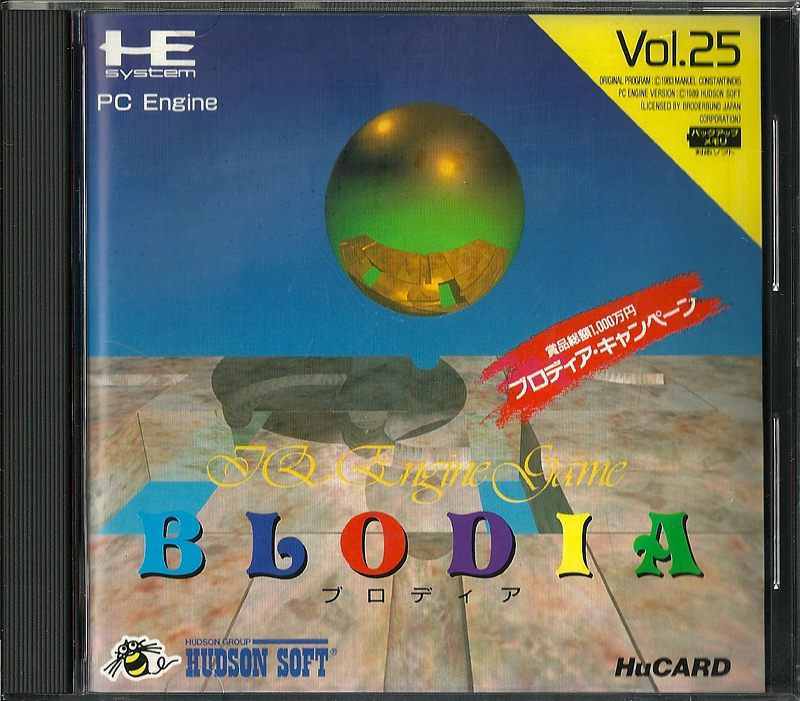 HE
system
PC Engine
Vol.25
ORIGINAL PROGRAM:©1983 MANUEL CONSTANTINIDIS
PC ENGINE VERSION:©1989 HUDSON SOFT
(LICENSED BY BRODERBUND JAPAN
CORPORATION)
バックアップ
メモリ
対応ソフト
賞品総額1,000万円
ブロディア・キャンペーン
IQ Engine Game
BLODIA
ブロディア
HUDSON GROUP
HUDSON SOFT®
HuCARD